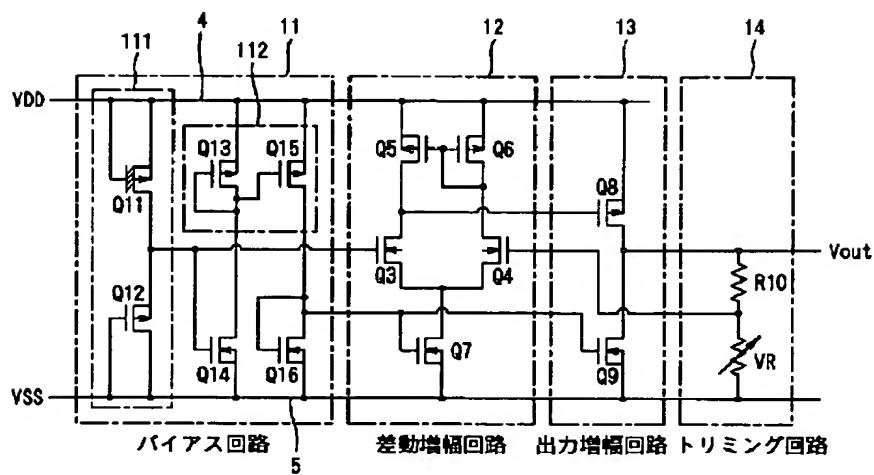 111
4
112
11
12
13
14
VDD
Q13
Q15
Q5
Q6
Q8
Q11
Vout
Q3
Q4
R10
Q12
Q14
Q16
Q7
Q9
VR
VSS
5
バイアス回路
差動増幅回路
出力増幅回路
トリミング回路